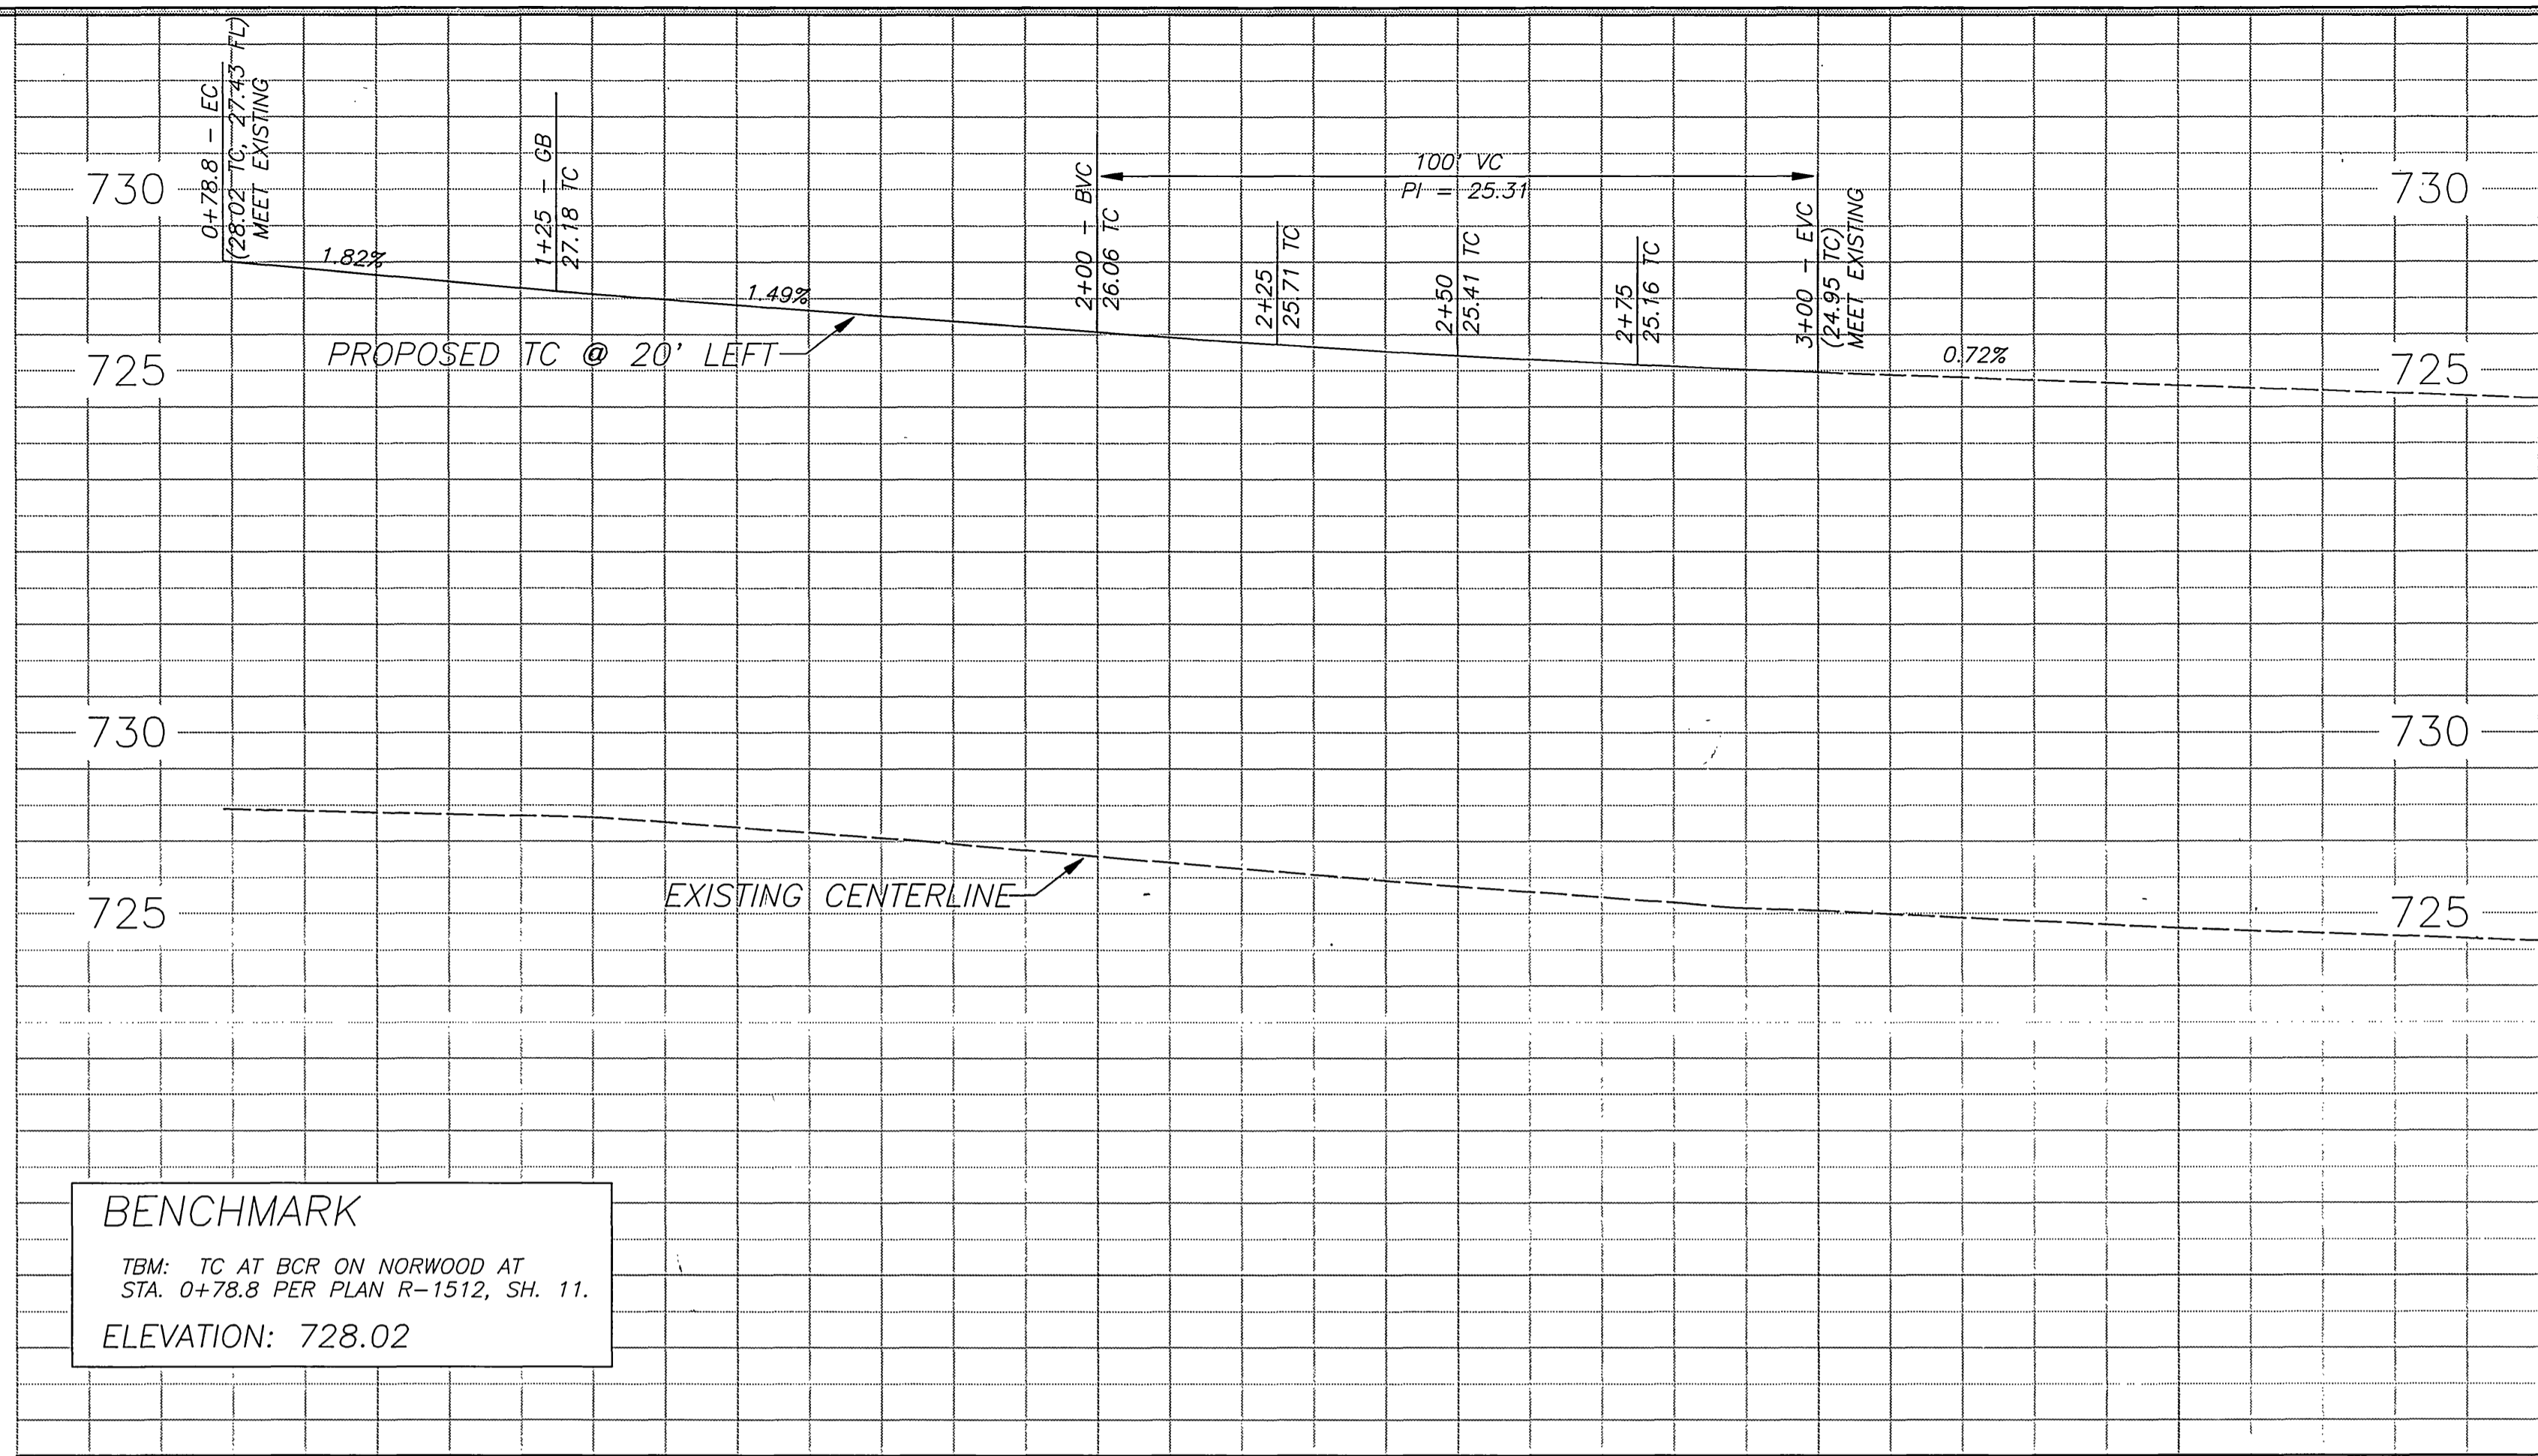 0+78.8 - EC
(28.02 TC, 27.43 FL)
MEET EXISTING
1.82%
1+25 - GB
27.18 TC
1.49%
PROPOSED TC @ 20' LEFT
2+00 - BVC
26.06 TC
100' VC
PI = 25.31
2+25
25.71 TC
2+50
25.41 TC
2+75
25.16 TC
3+00 - EVC
(24.95 TC)
MEET EXISTING
0.72%
730
730
725
725
730
730
EXISTING CENTERLINE
725
725
BENCHMARK
TBM: TC AT BCR ON NORWOOD AT
STA. 0+78.8 PER PLAN R-1512, SH. 11.
ELEVATION: 728.02